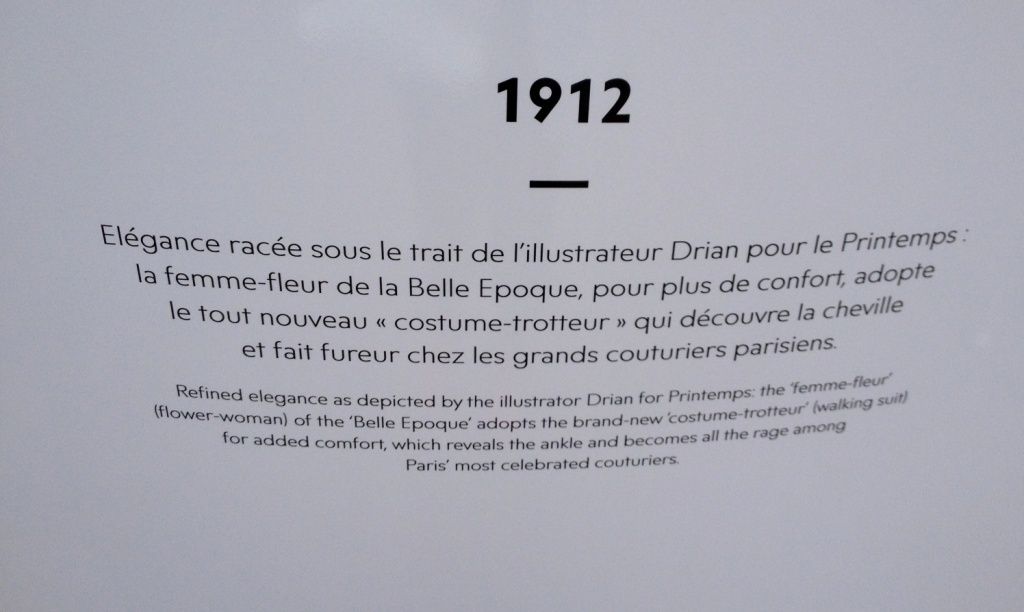 1912
Elégance racée sous le trait de l'illustrateur Drian pour le Printemps :
la femme-fleur de la Belle Epoque, pour plus de confort, adopte
le tout nouveau « costume-trotteur » qui découvre la cheville
et fait fureur chez les grands couturiers parisiens.
Refined elegance as depicted by the illustrator Drian for Printemps: the 'femme-fleur'
(flower-woman) of the 'Belle Epoque' adopts the brand-new 'costume-trotteur' (walking suit)
for added comfort, which reveals the ankle and becomes all the rage among
Paris' most celebrated couturiers.